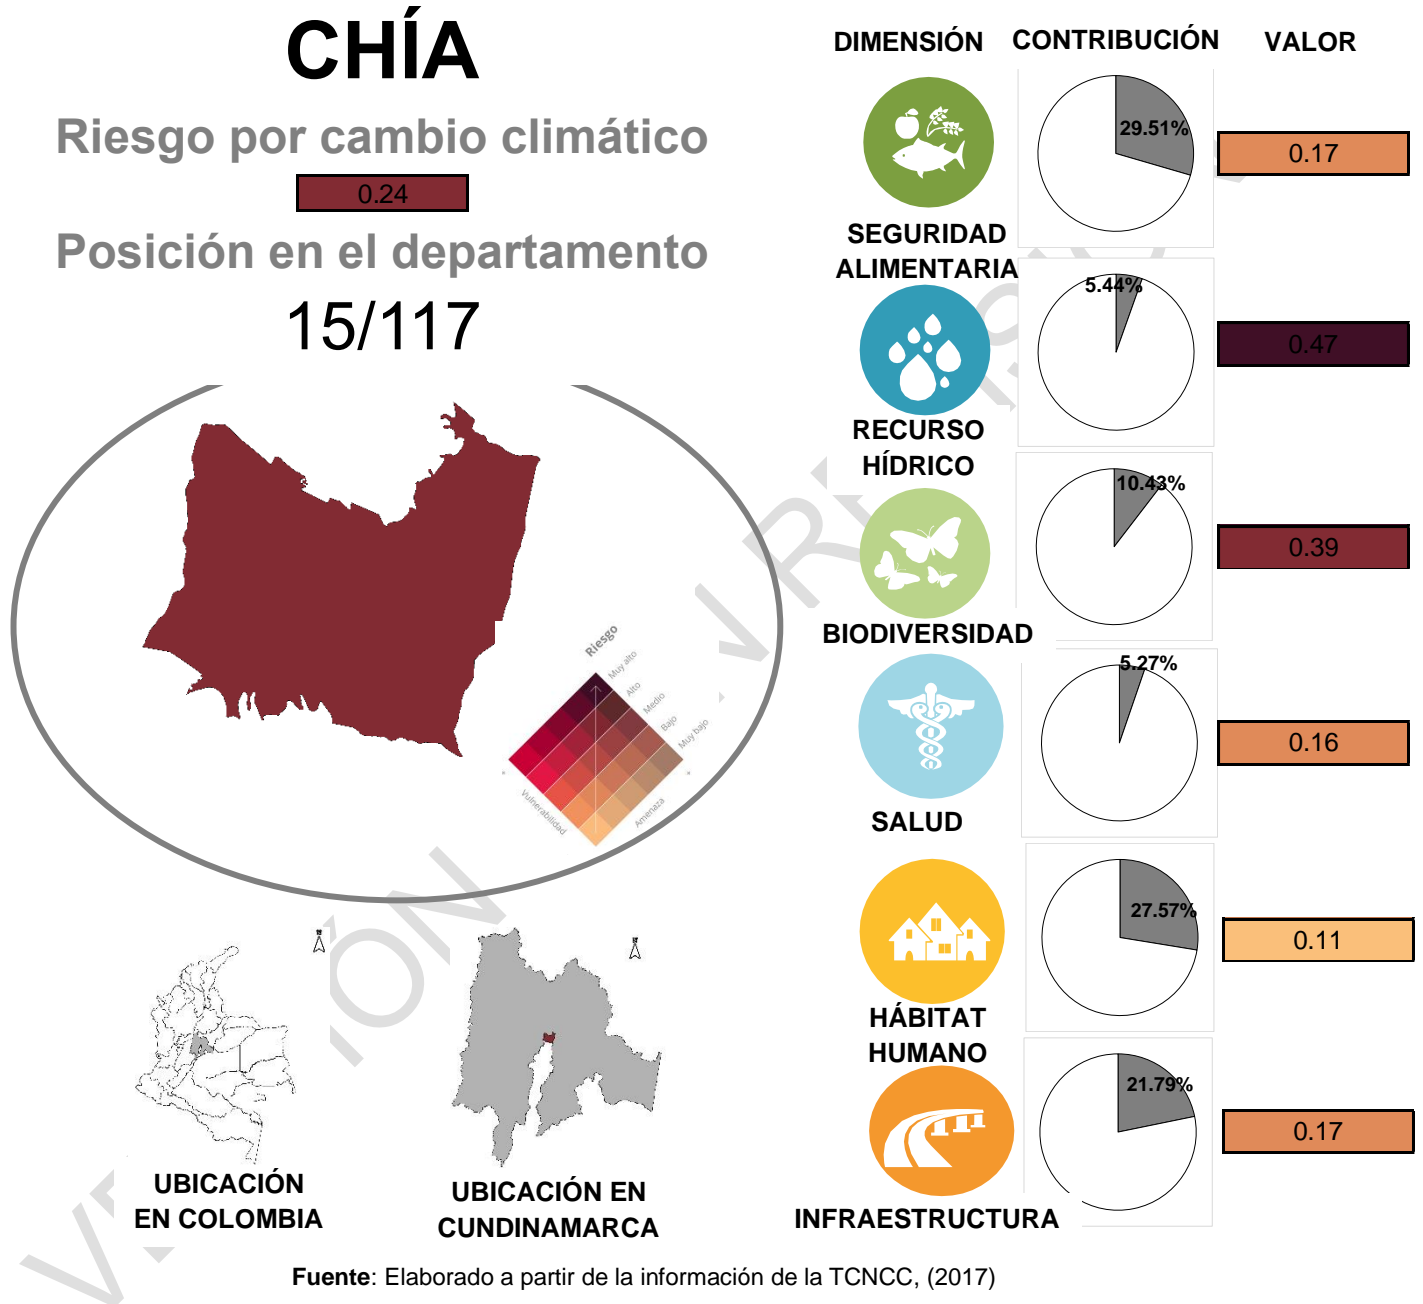 CHÍA
Riesgo por cambio climático
0.24
Posición en el departamento
15/117
Riesgo
Muy alto
Alto
Medio
Bajo
Muy bajo
Vulnerabilidad
Amenaza
UBICACIÓN
EN COLOMBIA
UBICACIÓN EN
CUNDINAMARCA
DIMENSIÓN CONTRIBUCIÓN VALOR
29.51%
0.17
SEGURIDAD
ALIMENTARIA
5.44%
0.47
RECURSO
HÍDRICO
10.43%
0.39
BIODIVERSIDAD
5.27%
0.16
SALUD
27.57%
0.11
HÁBITAT
HUMANO
21.79%
0.17
INFRAESTRUCTURA
Fuente: Elaborado a partir de la información de la TCNCC, (2017)